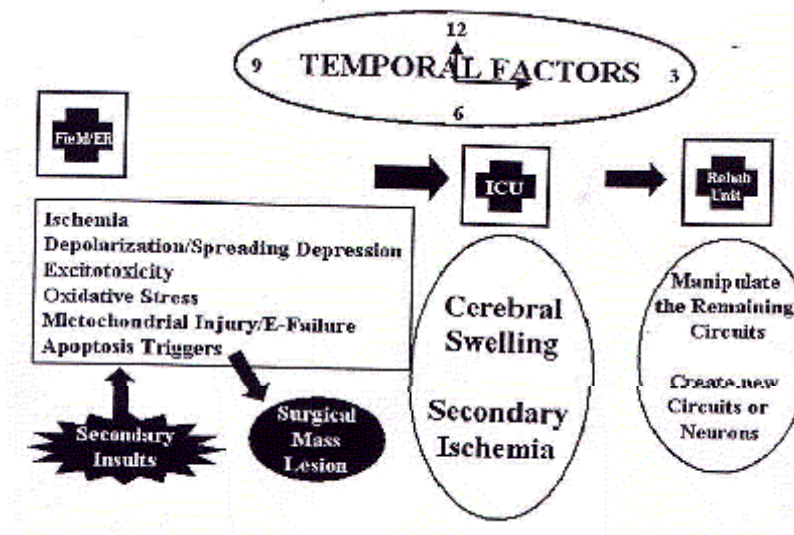 12
9 TEMPORAL FACTORS 3
6
Field/ER
ICU
Rehab
Unit
Ischemia
Depolarization/Spreading Depression
Excitotoxicity
Oxidative Stress
Mictochondrial Injury/E-Failure
Apoptosis Triggers
Secondary
Insults
Surgical
Mass
Lesion
Cerebral
Swelling
Secondary
Ischemia
Manipulate
the Remaining
Circuits
Create new
Circuits or
Neurons